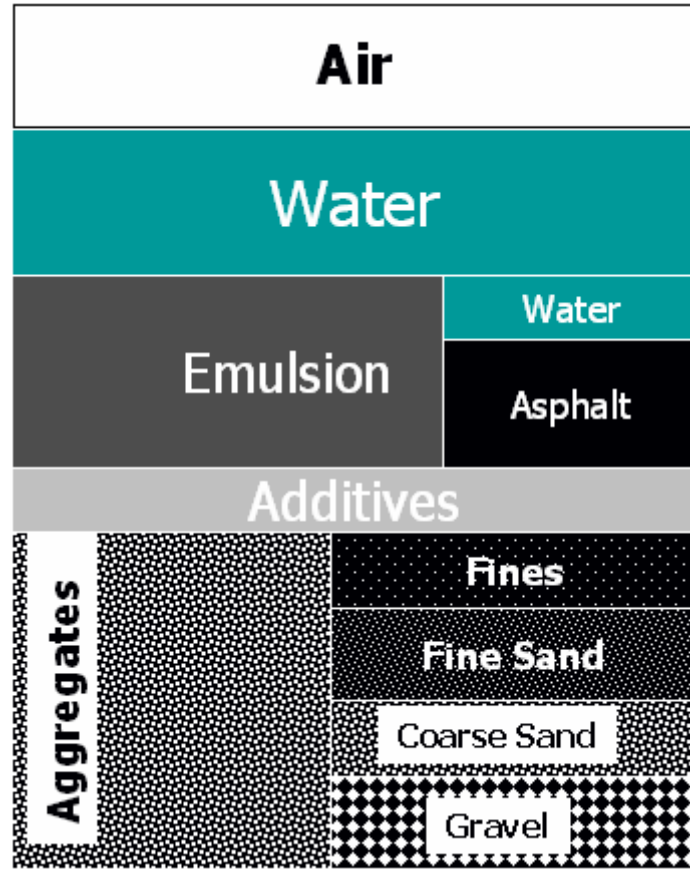 Air
Water
Emulsion
Water
Asphalt
Additives
Aggregates
Fines
Fine Sand
Coarse Sand
Gravel